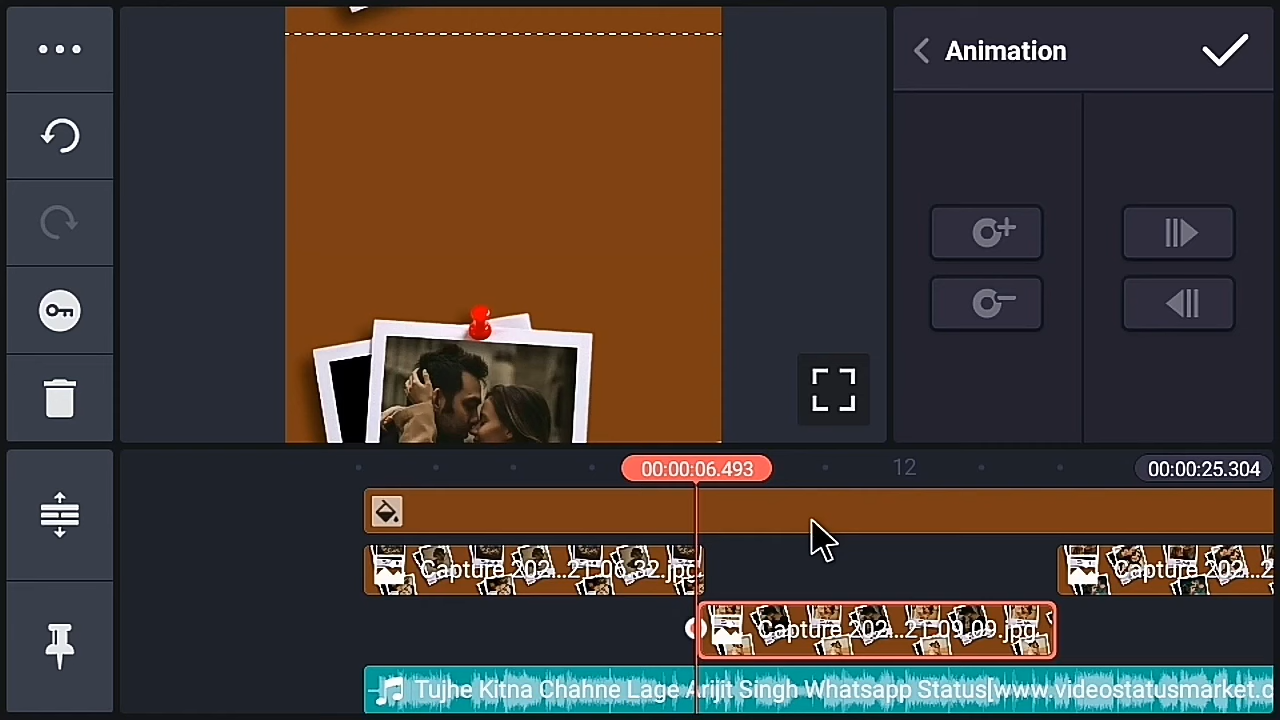 Animation
00:00:06.493
12
00:00:25.304
Capture 202...21.06.32.jpg
Capture 202...2
Capture 202...21.09.09.jpg
Tujhe Kitna Chahne Lage Arijit Singh Whatsapp Status[www.videostatusmarket.c